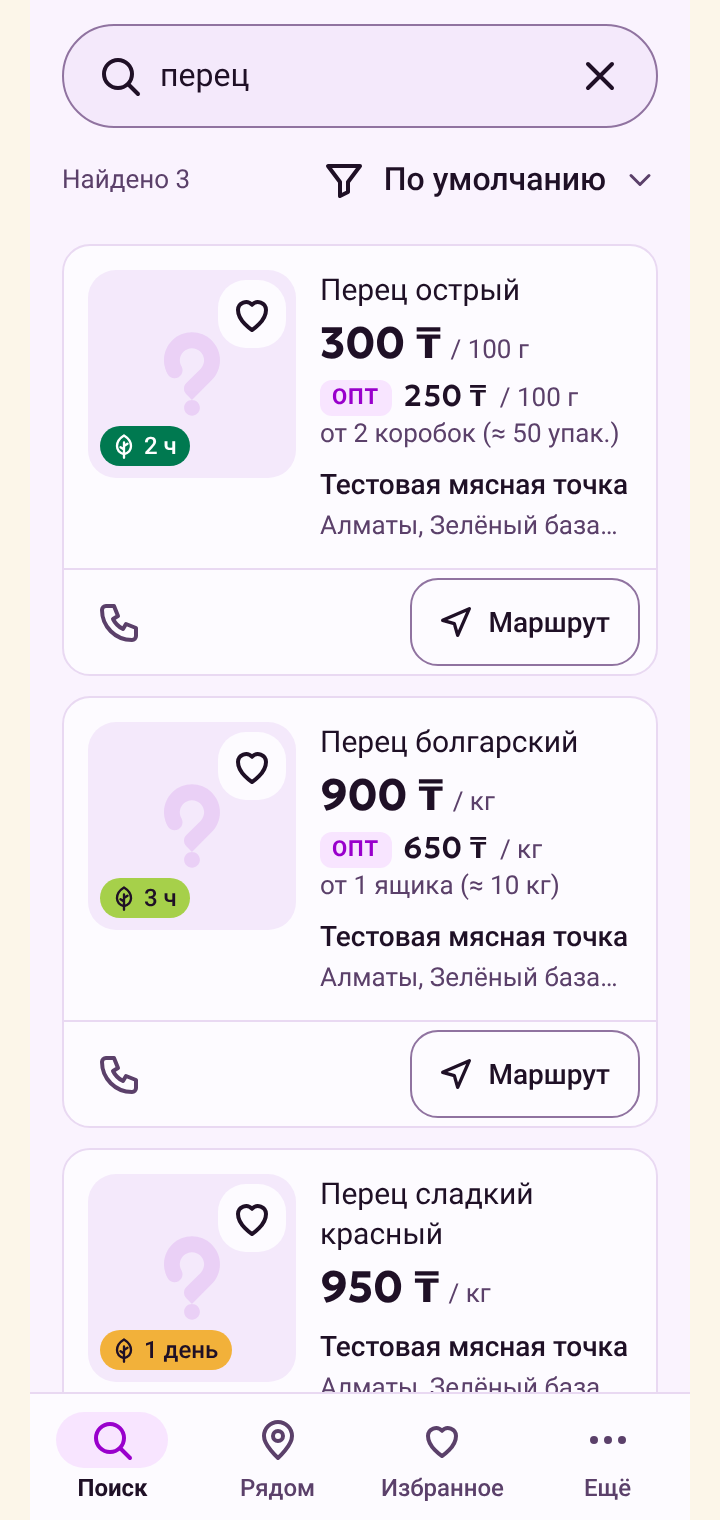 перец
Найдено 3
По умолчанию
Перец острый
300 ₸ / 100 г
ОПТ 250 ₸ / 100 г
от 2 коробок (≈ 50 упак.)
2 ч
Тестовая мясная точка
Алматы, Зелёный база...
Маршрут
Перец болгарский
900 ₸ / кг
ОПТ 650 ₸ / кг
от 1 ящика (≈ 10 кг)
3 ч
Тестовая мясная точка
Алматы, Зелёный база...
Маршрут
Перец сладкий
красный
950 ₸ / кг
1 день
Тестовая мясная точка
Алматы, Зелёный база...
Поиск
Рядом
Избранное
Ещё